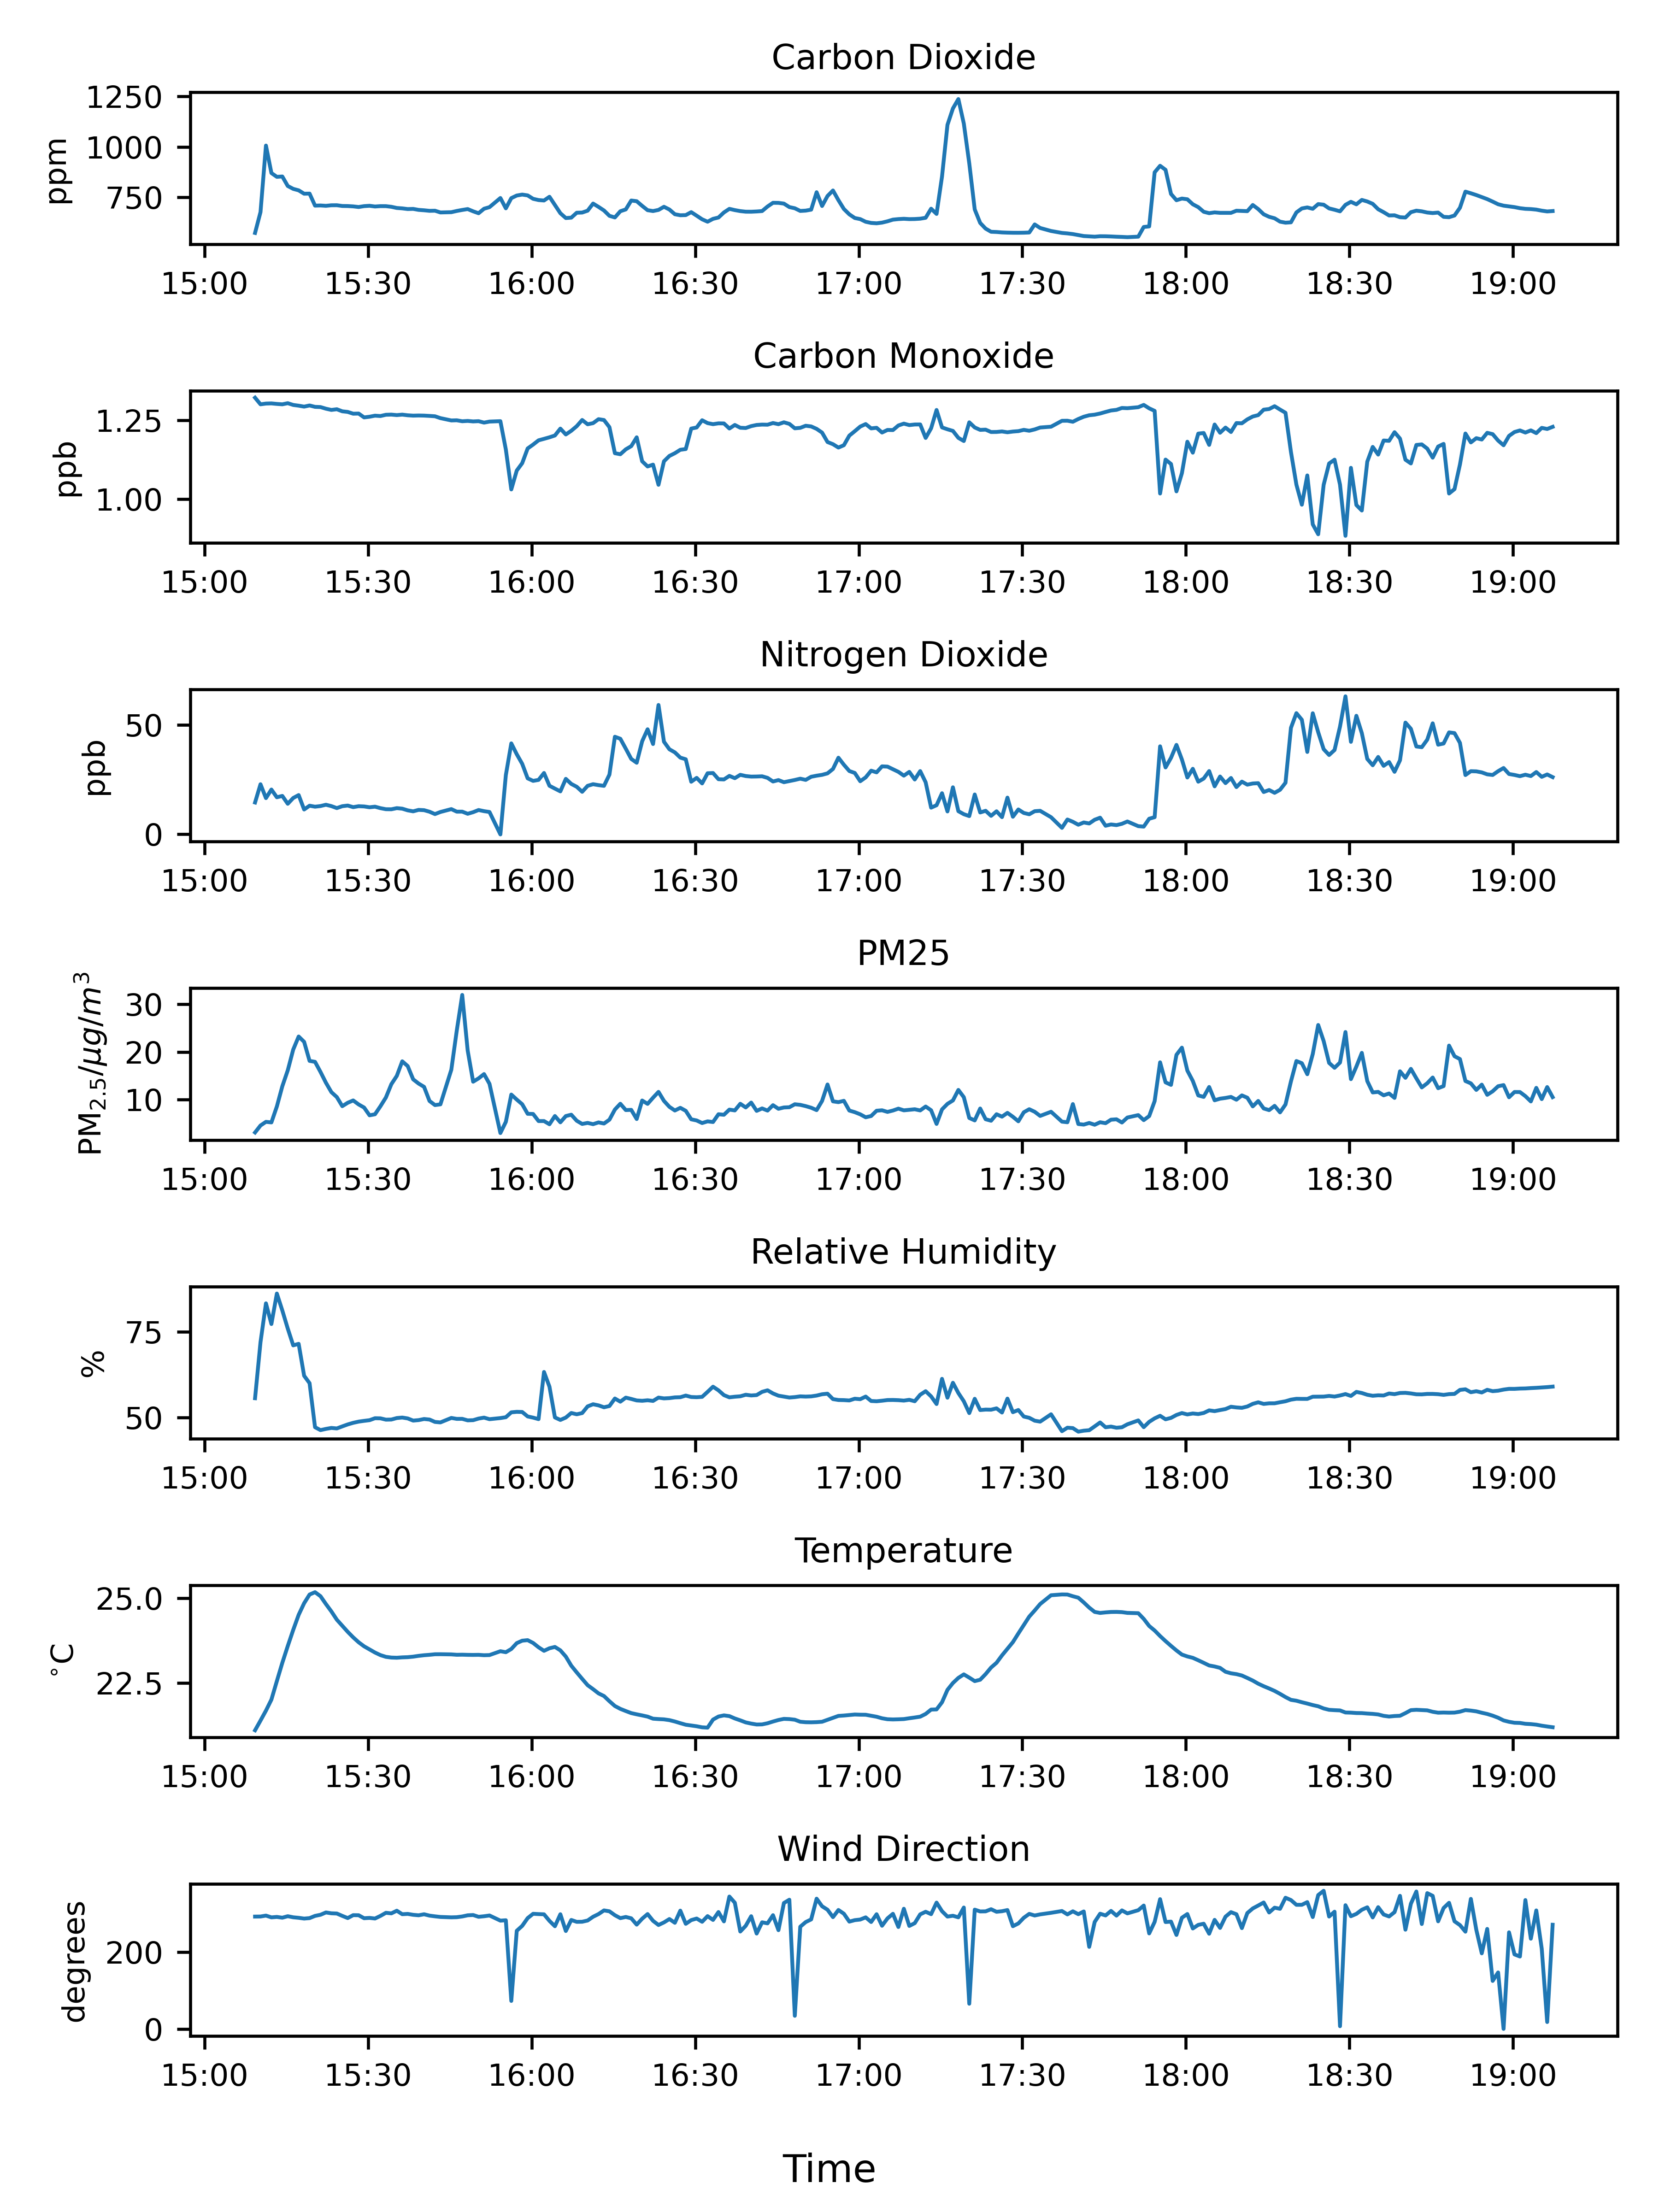 Carbon Dioxide
ppm
1250
1000
750
15:00 15:30 16:00 16:30 17:00 17:30 18:00 18:30 19:00
Carbon Monoxide
ppb
1.25
1.00
15:00 15:30 16:00 16:30 17:00 17:30 18:00 18:30 19:00
Nitrogen Dioxide
ppb
50
0
15:00 15:30 16:00 16:30 17:00 17:30 18:00 18:30 19:00
PM25
PM₂.₅/μg/m³
30
20
10
15:00 15:30 16:00 16:30 17:00 17:30 18:00 18:30 19:00
Relative Humidity
%
75
50
15:00 15:30 16:00 16:30 17:00 17:30 18:00 18:30 19:00
Temperature
°C
25.0
22.5
15:00 15:30 16:00 16:30 17:00 17:30 18:00 18:30 19:00
Wind Direction
degrees
200
0
15:00 15:30 16:00 16:30 17:00 17:30 18:00 18:30 19:00
Time